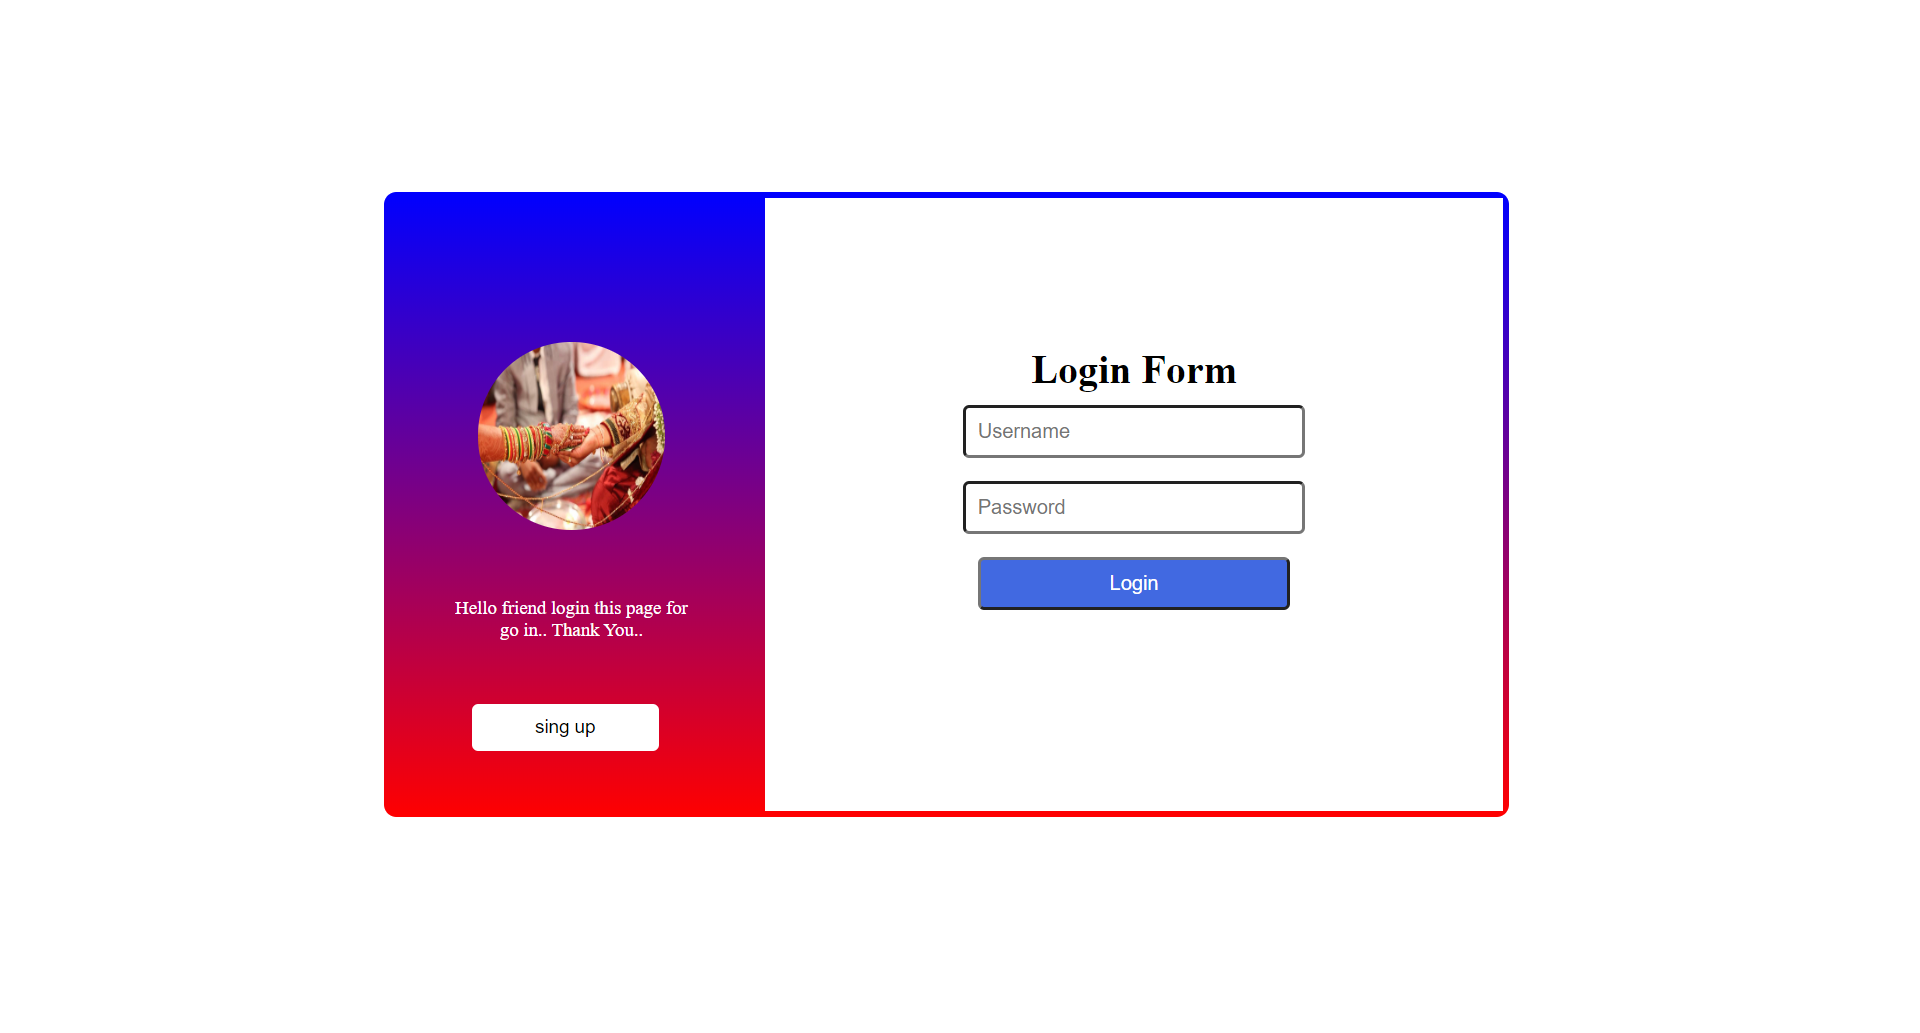 Hello friend login this page for
go in.. Thank You..
sing up
Login Form
Username
Password
Login